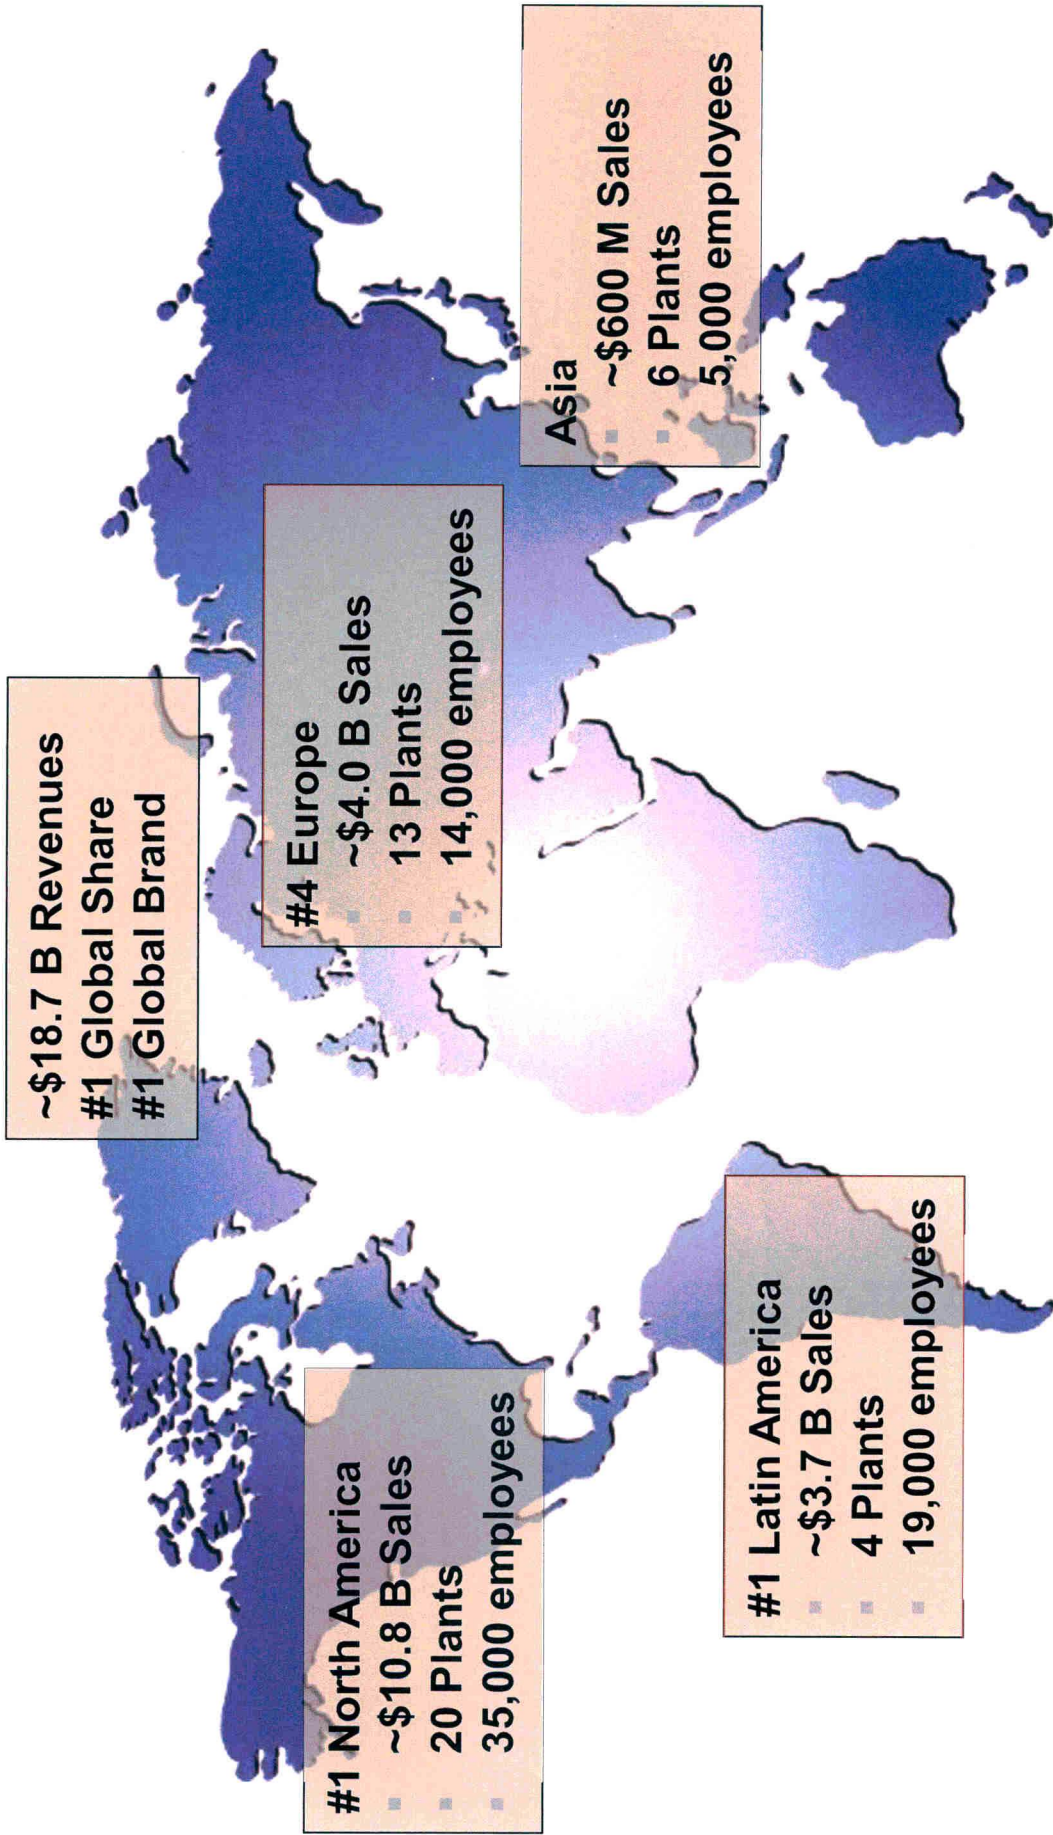 ~$18.7 B Revenues
#1 Global Share
#1 Global Brand
#1 North America
~$10.8 B Sales
20 Plants
35,000 employees
#4 Europe
~$4.0 B Sales
13 Plants
14,000 employees
Asia
~$600 M Sales
6 Plants
5,000 employees
#1 Latin America
~$3.7 B Sales
4 Plants
19,000 employees